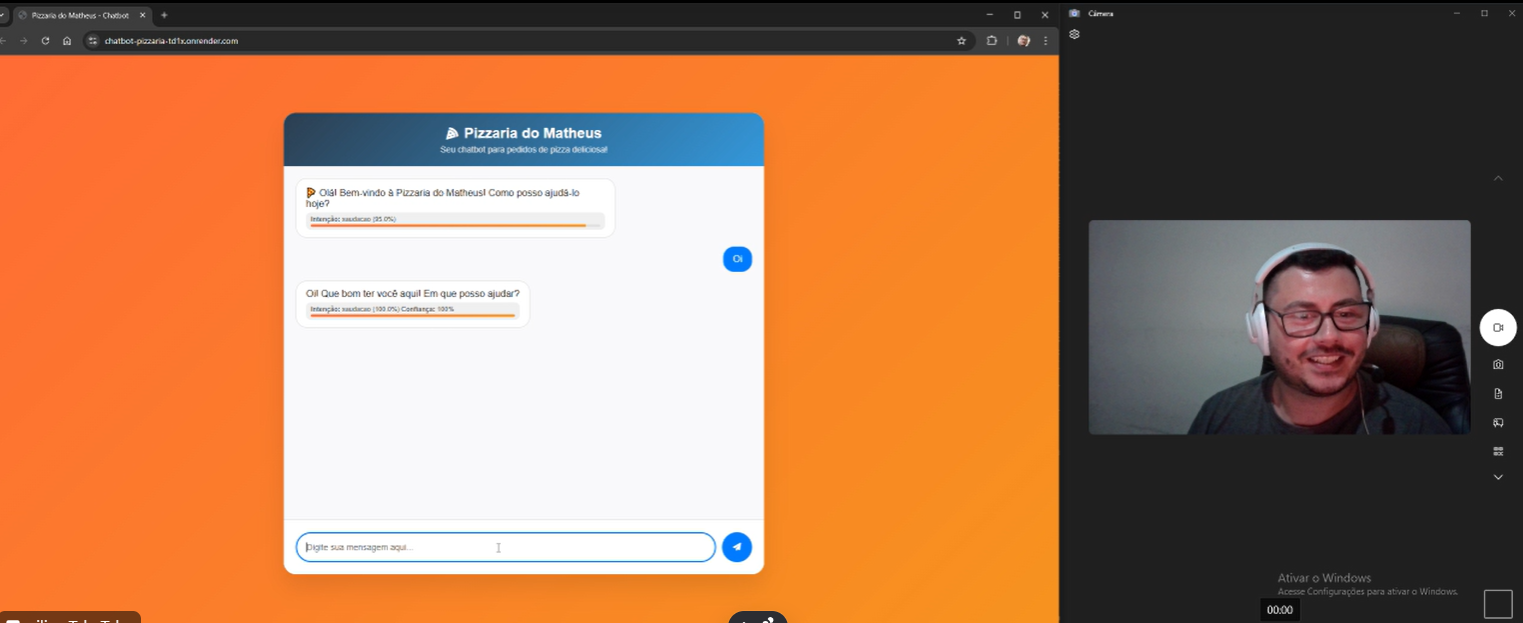 Pizzaria do Matheus - Chatbot
chatbot-pizzaria-td1x.onrender.com
Câmera
Pizzaria do Matheus
Seu chatbot para pedidos de pizza deliciosa!
Olá! Bem-vindo à Pizzaria do Matheus! Como posso ajudá-lo
hoje?
Intenção: saudacao (95.0%)
Oi
Oi! Que bom ter você aqui! Em que posso ajudar?
Intenção: saudacao (100.0%) Confiança: 100%
Digite sua mensagem aqui...
Ativar o Windows
Acesse Configurações para ativar o Windows.
00:00